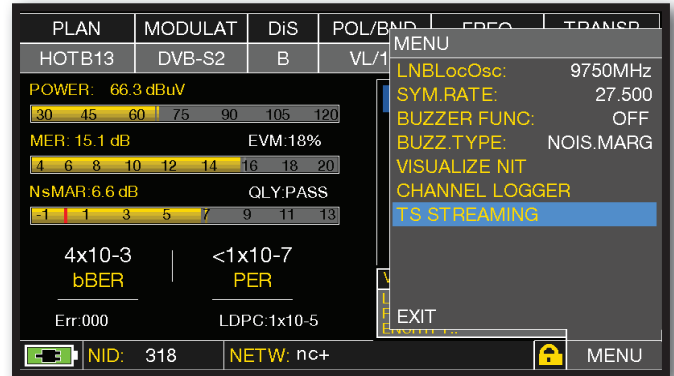 PLAN MODULAT DiS POL/BND FREQ TRANSP
HOTB13 DVB-S2 B VL/1
MENU
LNBLocOsc: 9750MHz
SYM.RATE: 27.500
BUZZER FUNC: OFF
BUZZ.TYPE: NOIS.MARG
VISUALIZE NIT
CHANNEL LOGGER
TS STREAMING
EXIT
POWER: 66.3 dBuV
30 45 60 75 90 105 120
MER: 15.1 dB EVM:18%
4 6 8 10 12 14 16 18 20
NsMAR:6.6 dB QLY:PASS
-1 1 3 5 7 9 11 13
4x10-3 <1x10-7
bBER PER
Err:000 LDPC:1x10-5
NID: 318 NETW: nc+ MENU